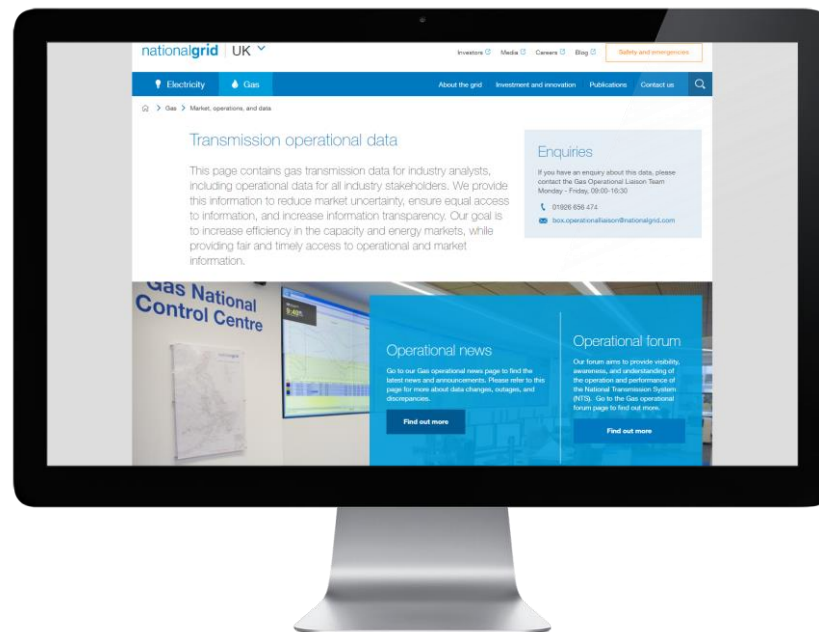 nationalgrid UK
Investors Media Careers Blog Safety and emergencies
Electricity Gas About the grid Investment and innovation Publications Contact us
Gas Market, operations, and data
Transmission operational data
This page contains gas transmission data for industry analysts,
including operational data for all industry stakeholders. We provide
this information to reduce market uncertainty, ensure equal access
to information, and increase information transparency. Our goal is
to increase efficiency in the capacity and energy markets, while
providing fair and timely access to operational and market
information.
Enquiries
If you have an enquiry about this data, please
contact the Gas Operational Liaison Team
Monday - Friday, 09:00-16:30
01926 656 474
box.operationalliaison@nationalgrid.com
Gas National
Control Centre
nationalgrid
Operational news
Go to our Gas operational news page to find the
latest news and announcements. Please refer to this
page for more about data changes, outages, and
discrepancies.
Find out more
Operational forum
Our forum aims to provide visibility,
awareness, and understanding of
the operation and performance of
the National Transmission System
(NTS). Go to the Gas operational
forum page to find out more.
Find out more